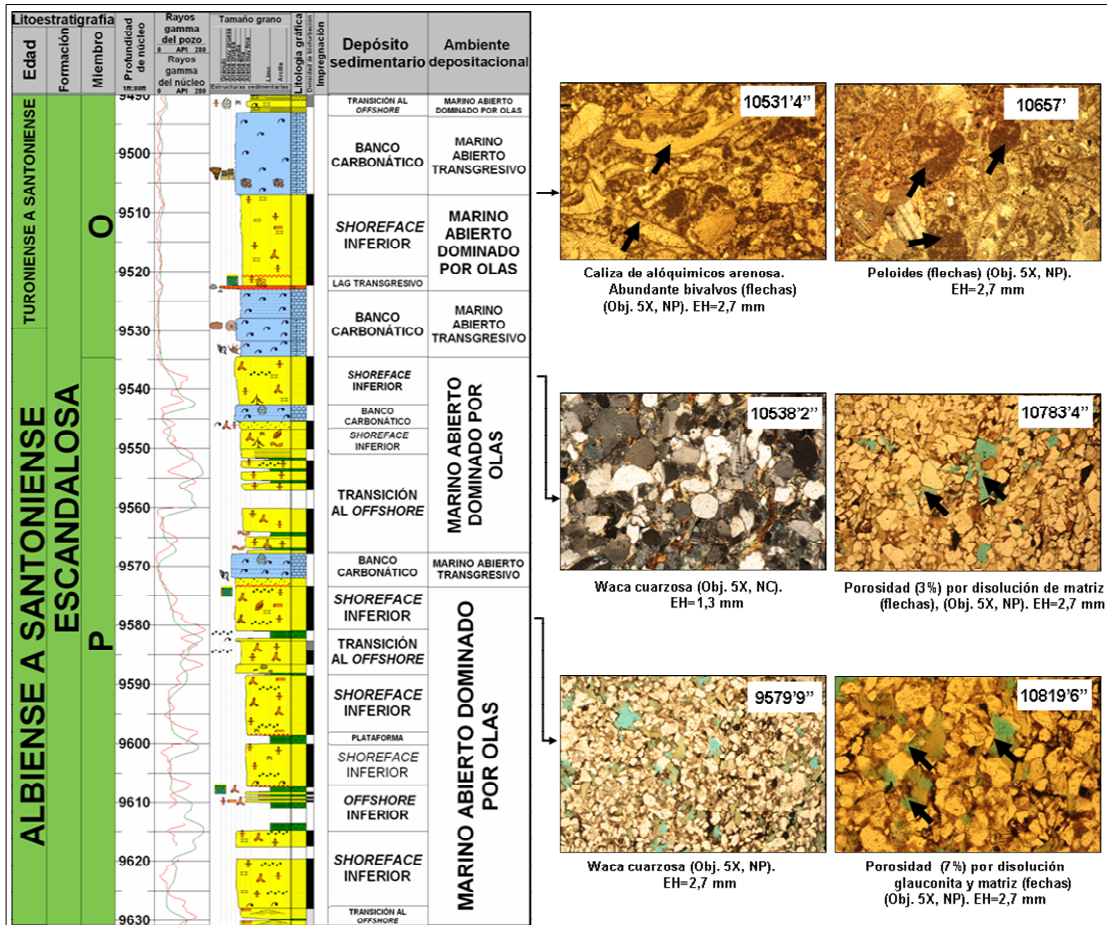 Litoestratigrafía
Edad
Formación
Miembro
Profundidad de núcleo
1ft:80ft
Rayos
gamma
del pozo
0 API 200
Rayos
gamma
del núcleo
0 API 200
Tamaño grano
Limo
Arcilla
Estructuras sedimentarias
Litología gráfica
Densidad de bioturbación
Impregnación
Depósito
sedimentario
Ambiente
depositacional
TURONIENSE A SANTONIENSE
ALBIENSE A SANTONIENSE
ESCANDALOSA
O
P
9490
9500
9510
9520
9530
9540
9550
9560
9570
9580
9590
9600
9610
9620
9630
TRANSICIÓN AL
OFFSHORE
BANCO
CARBONÁTICO
SHOREFACE
INFERIOR
LAG TRANSGRESIVO
BANCO
CARBONÁTICO
SHOREFACE
INFERIOR
BANCO
CARBONÁTICO
SHOREFACE
INFERIOR
TRANSICIÓN
AL OFFSHORE
BANCO
CARBONÁTICO
SHOREFACE
INFERIOR
TRANSICIÓN
AL OFFSHORE
SHOREFACE
INFERIOR
PLATAFORMA
SHOREFACE
INFERIOR
OFFSHORE
INFERIOR
SHOREFACE
INFERIOR
TRANSICIÓN AL
OFFSHORE
MARINO ABIERTO
DOMINADO POR OLAS
MARINO
ABIERTO
TRANSGRESIVO
MARINO
ABIERTO
DOMINADO
POR OLAS
MARINO
ABIERTO
TRANSGRESIVO
MARINO ABIERTO
DOMINADO POR
OLAS
MARINO ABIERTO
TRANSGRESIVO
MARINO ABIERTO DOMINADO
POR OLAS
10531'4"
Caliza de alóquimicos arenosa.
Abundante bivalvos (flechas)
(Obj. 5X, NP). EH=2,7 mm
10657'
Peloides (flechas) (Obj. 5X, NP).
EH=2,7 mm
10538'2"
Waca cuarzosa (Obj. 5X, NC).
EH=1,3 mm
10783'4"
Porosidad (3%) por disolución de matriz
(flechas), (Obj. 5X, NP). EH=2,7 mm
9579'9"
Waca cuarzosa (Obj. 5X, NP).
EH=2,7 mm
10819'6"
Porosidad (7%) por disolución
glauconita y matriz (fechas)
(Obj. 5X, NP). EH=2,7 mm